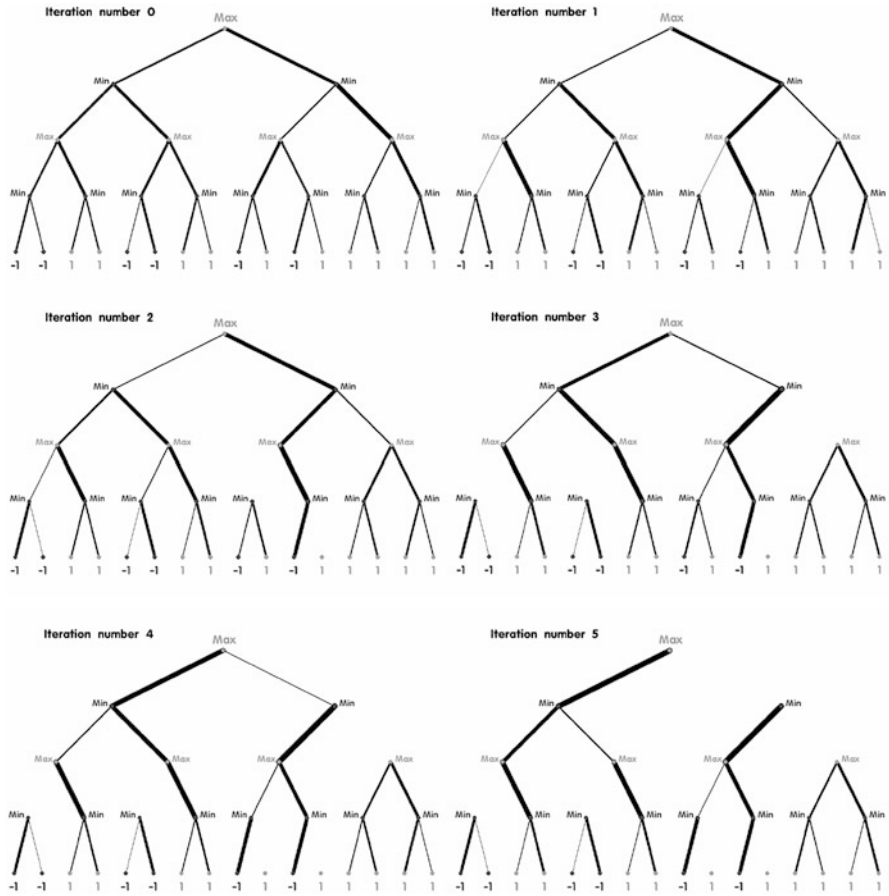 Iteration number 0
Max
Min Min
Max Max Max Max
Min Min Min Min Min Min Min Min
-1 -1 1 1 -1 -1 1 1 -1 1 -1 1 1 1 1 1
Iteration number 1
Max
Min Min
Max Max Max Max
Min Min Min Min Min Min Min Min
-1 -1 1 1 -1 -1 1 1 -1 1 -1 1 1 1 1 1
Iteration number 2
Max
Min Min
Max Max Max Max
Min Min Min Min Min Min Min Min
-1 -1 1 1 -1 -1 1 1 -1 1 -1 1 1 1 1 1
Iteration number 3
Max
Min Min
Max Max Max Max
Min Min Min Min Min Min Min Min
-1 -1 1 1 -1 -1 1 1 -1 1 -1 1 1 1 1 1
Iteration number 4
Max
Min Min
Max Max Max Max
Min Min Min Min Min Min Min Min
-1 -1 1 1 -1 -1 1 1 -1 1 -1 1 1 1 1 1
Iteration number 5
Max
Min Min
Max Max Max Max
Min Min Min Min Min Min Min Min
-1 -1 1 1 -1 -1 1 1 -1 1 -1 1 1 1 1 1